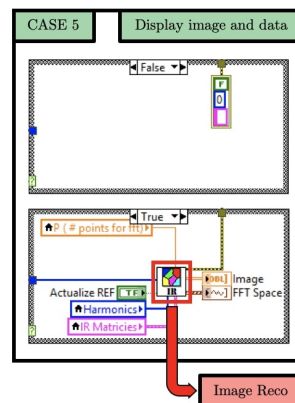 CASE 5
Display image and data
False
F
0
True
P ( # points for fft)
Actualize REF
TF
IR
DBL
Image
FFT Space
Harmonics
IR Matricies
Image Reco